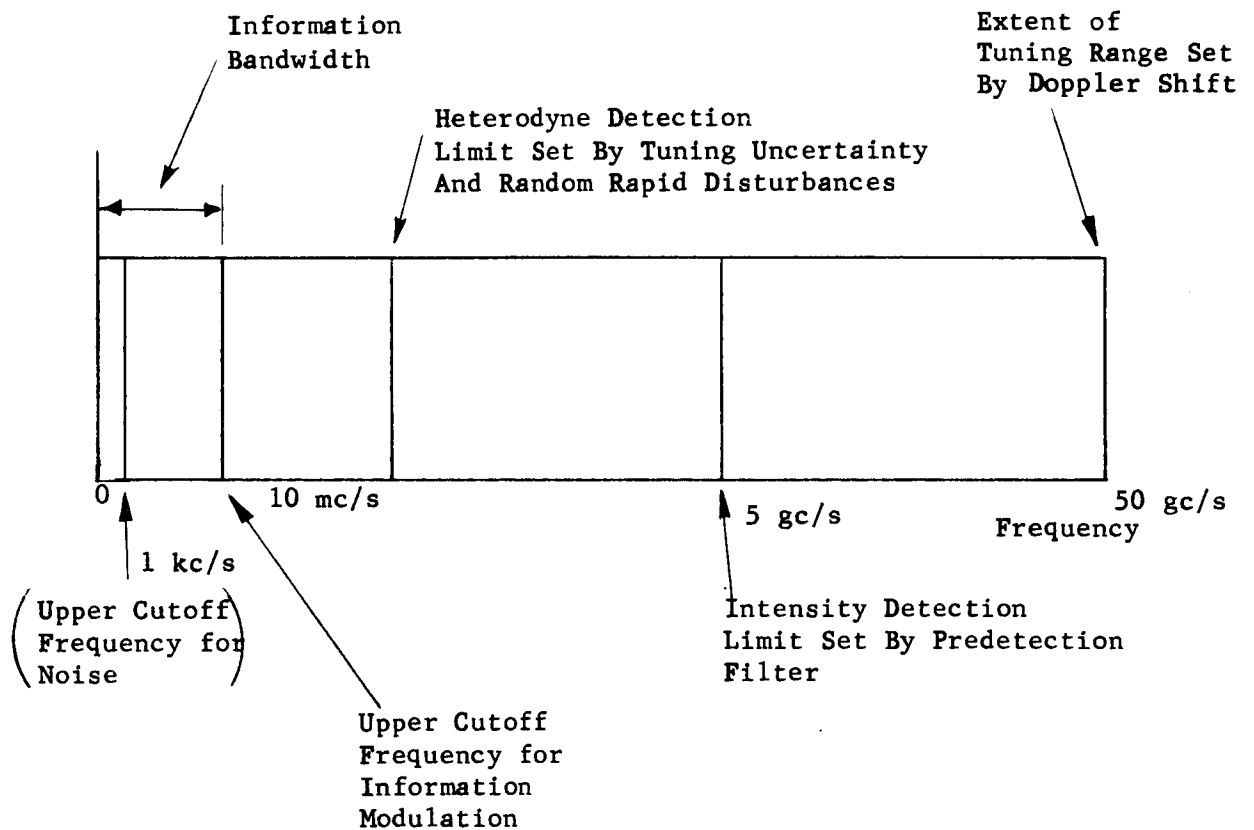 Information
Bandwidth
Extent of
Tuning Range Set
By Doppler Shift
Heterodyne Detection
Limit Set By Tuning Uncertainty
And Random Rapid Disturbances
0
10 mc/s
5 gc/s
50 gc/s
Frequency
1 kc/s
(Upper Cutoff
Frequency for
Noise)
Intensity Detection
Limit Set By Predetection
Filter
Upper Cutoff
Frequency for
Information
Modulation